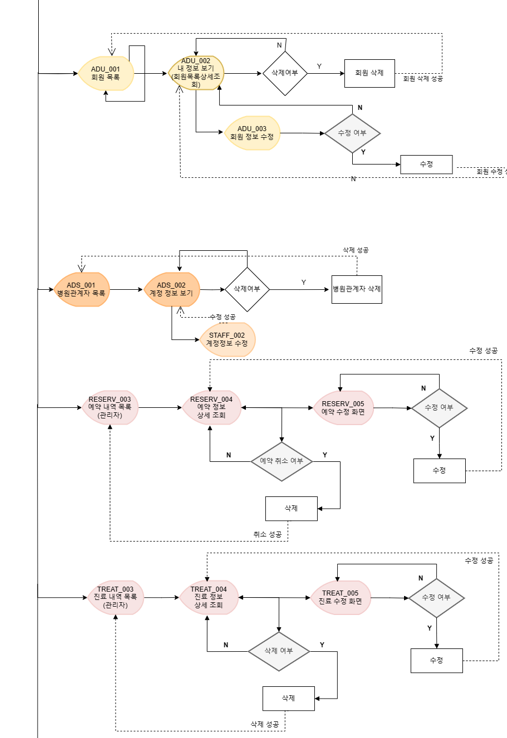 N
ADU_001
회원 목록
ADU_002
내 정보 보기
(회원목록상세조
회)
삭제여부
Y
회원 삭제
회원 삭제 성공
N
ADU_003
회원 정보 수정
수정 여부
Y
수정
회원 수정 성
N
삭제 성공
ADS_001
병원관계자 목록
ADS_002
계정 정보 보기
삭제여부
Y
병원관계자 삭제
수정 성공
STAFF_002
계정정보 수정
수정 성공
N
RESERV_003
예약 내역 목록
(관리자)
RESERV_004
예약 정보
상세 조회
RESERV_005
예약 수정 화면
수정 여부
Y
N
예약 취소 여부
Y
수정
삭제
취소 성공
수정 성공
N
TREAT_003
진료 내역 목록
(관리자)
TREAT_004
진료 정보
상세 조회
TREAT_005
진료 수정 화면
수정 여부
Y
N
삭제 여부
Y
수정
삭제
삭제 성공